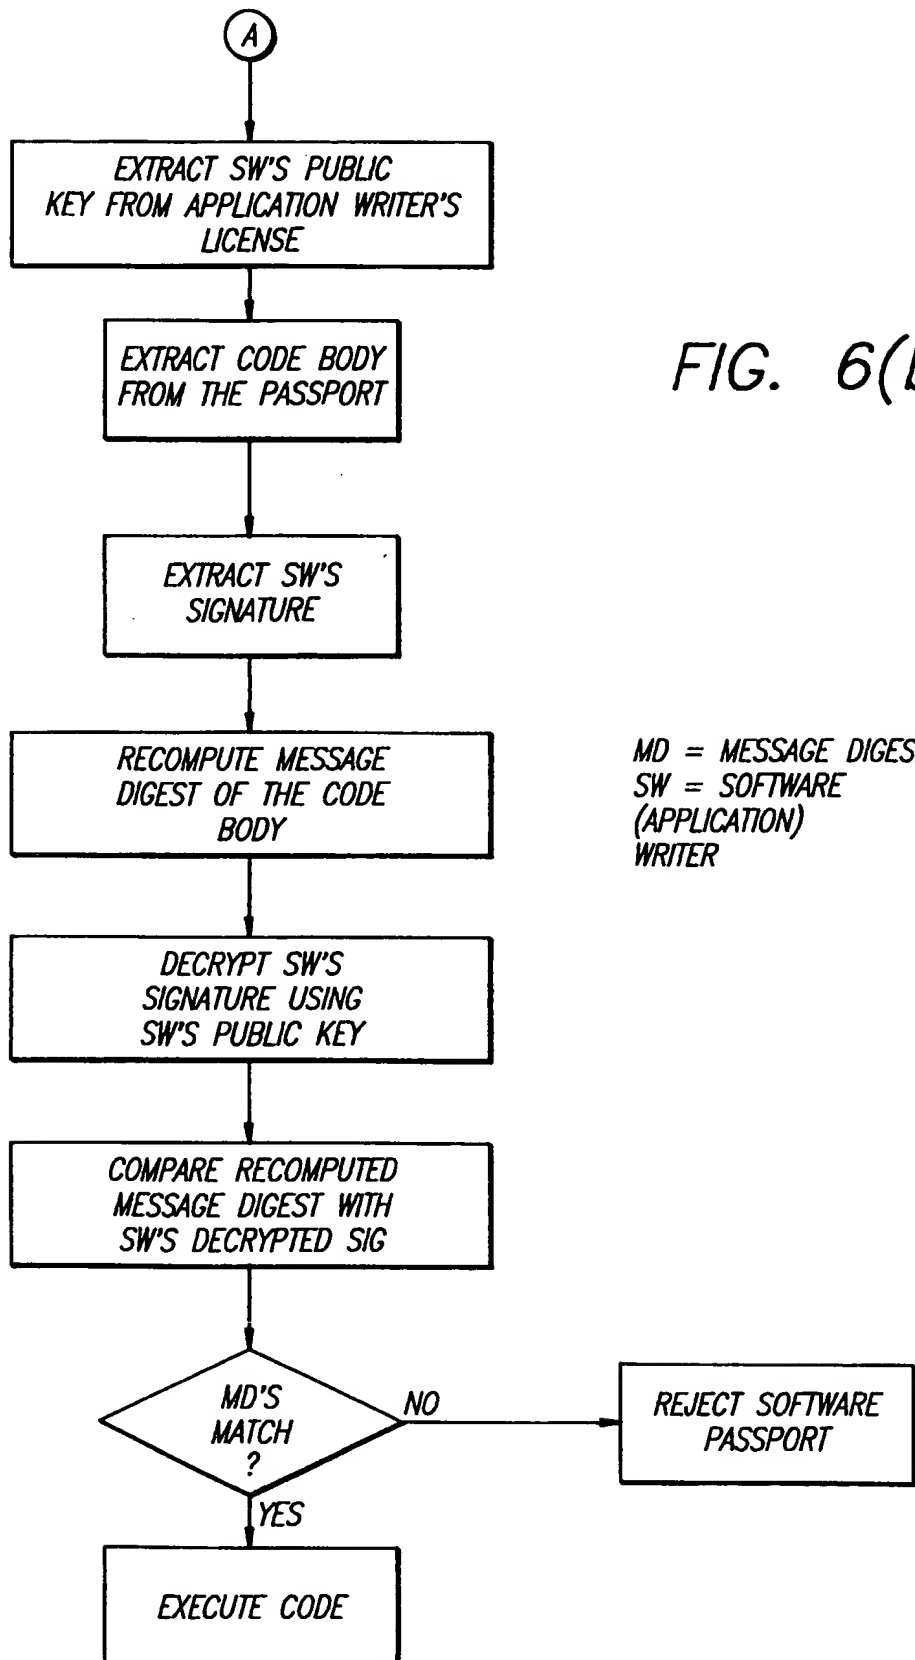 A
EXTRACT SW'S PUBLIC
KEY FROM APPLICATION WRITER'S
LICENSE
EXTRACT CODE BODY
FROM THE PASSPORT
FIG. 6(
EXTRACT SW'S
SIGNATURE
RECOMPUTE MESSAGE
DIGEST OF THE CODE
BODY
MD = MESSAGE DIGES
SW = SOFTWARE
(APPLICATION)
WRITER
DECRYPT SW'S
SIGNATURE USING
SW'S PUBLIC KEY
COMPARE RECOMPUTED
MESSAGE DIGEST WITH
SW'S DECRYPTED SIG
MD'S
MATCH
?
NO
REJECT SOFTWARE
PASSPORT
YES
EXECUTE CODE